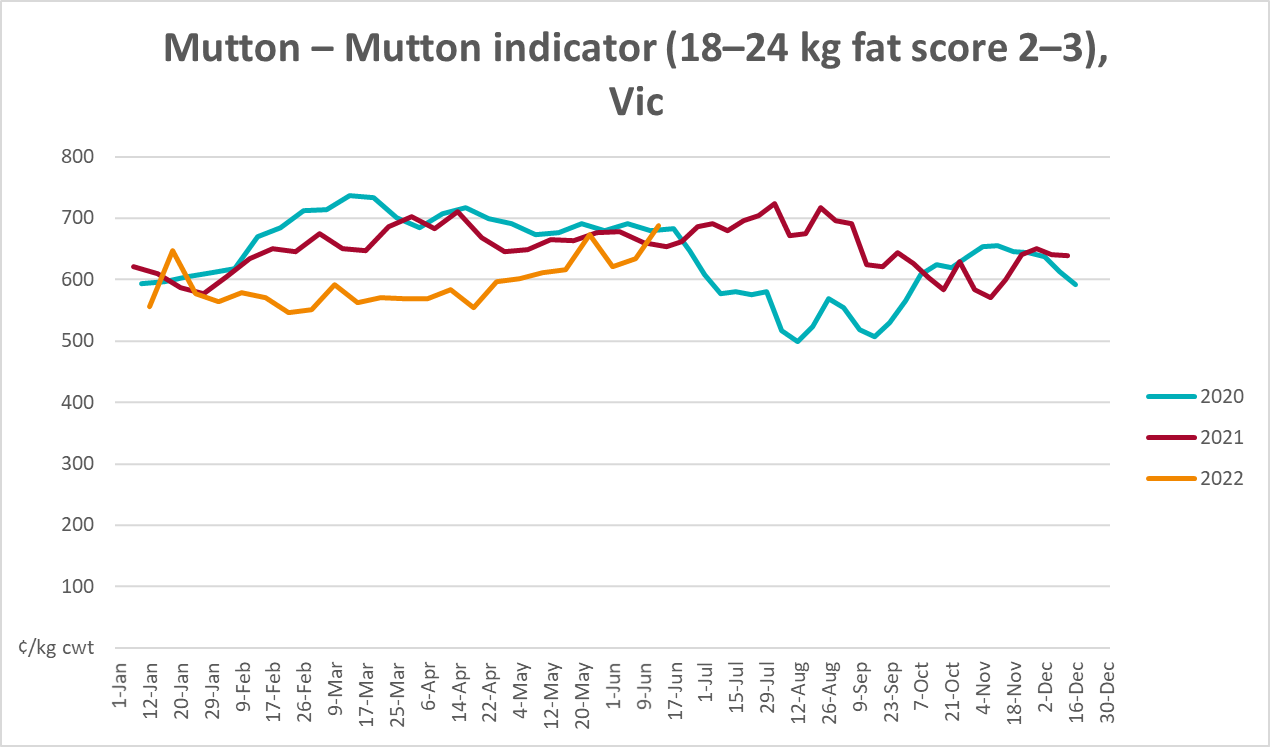 Mutton – Mutton indicator (18–24 kg fat score 2–3),
Vic
800
700
600
500
400
300
200
100
¢/kg cwt
1-Jan
12-Jan
20-Jan
29-Jan
9-Feb
17-Feb
26-Feb
9-Mar
17-Mar
25-Mar
6-Apr
14-Apr
22-Apr
4-May
12-May
20-May
1-Jun
9-Jun
17-Jun
1-Jul
15-Jul
29-Jul
12-Aug
26-Aug
9-Sep
23-Sep
7-Oct
21-Oct
4-Nov
18-Nov
2-Dec
16-Dec
30-Dec
2020
2021
2022